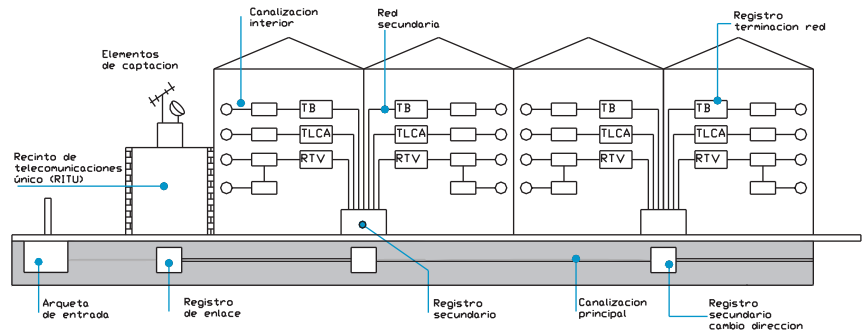 Canalizacion
interior
Red
secundaria
Registro
terminacion red
Elementos
de captacion
TB
TB
TB
TB
TLCA
TLCA
TLCA
TLCA
RTV
RTV
RTV
RTV
Recinto de
telecomunicaciones
único (RITU)
Arqueta
de entrada
Registro
de enlace
Registro
secundario
Canalizacion
principal
Registro
secundario
cambio direccion